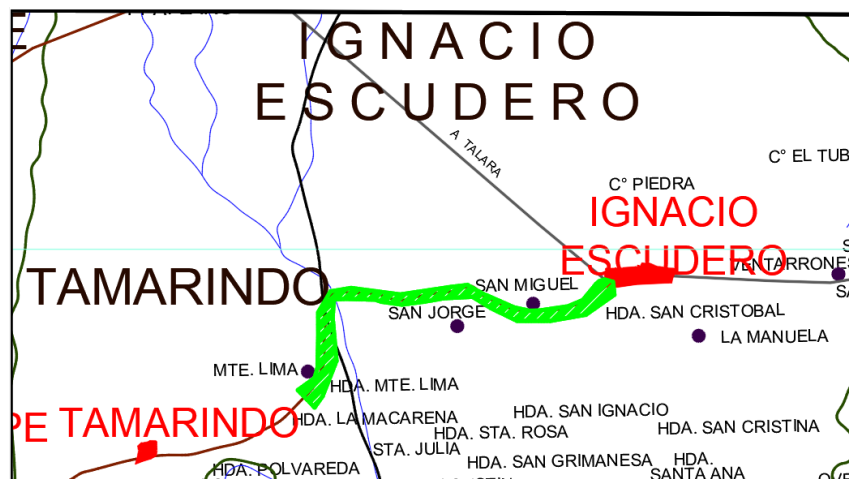 IGNACIO
ESCUDERO
A TALARA
C° EL TUB
C° PIEDRA
IGNACIO
ESCUDERO
VENTARRONES
TAMARINDO
SAN MIGUEL
SAN JORGE
HDA. SAN CRISTOBAL
LA MANUELA
MTE. LIMA
HDA. MTE. LIMA
PE TAMARINDO
HDA. LA MACARENA
HDA. SAN IGNACIO
HDA. STA. ROSA
HDA. SAN CRISTINA
STA. JULIA
HDA. POLVAREDA
HDA. SAN GRIMANESA
HDA.
SANTA ANA